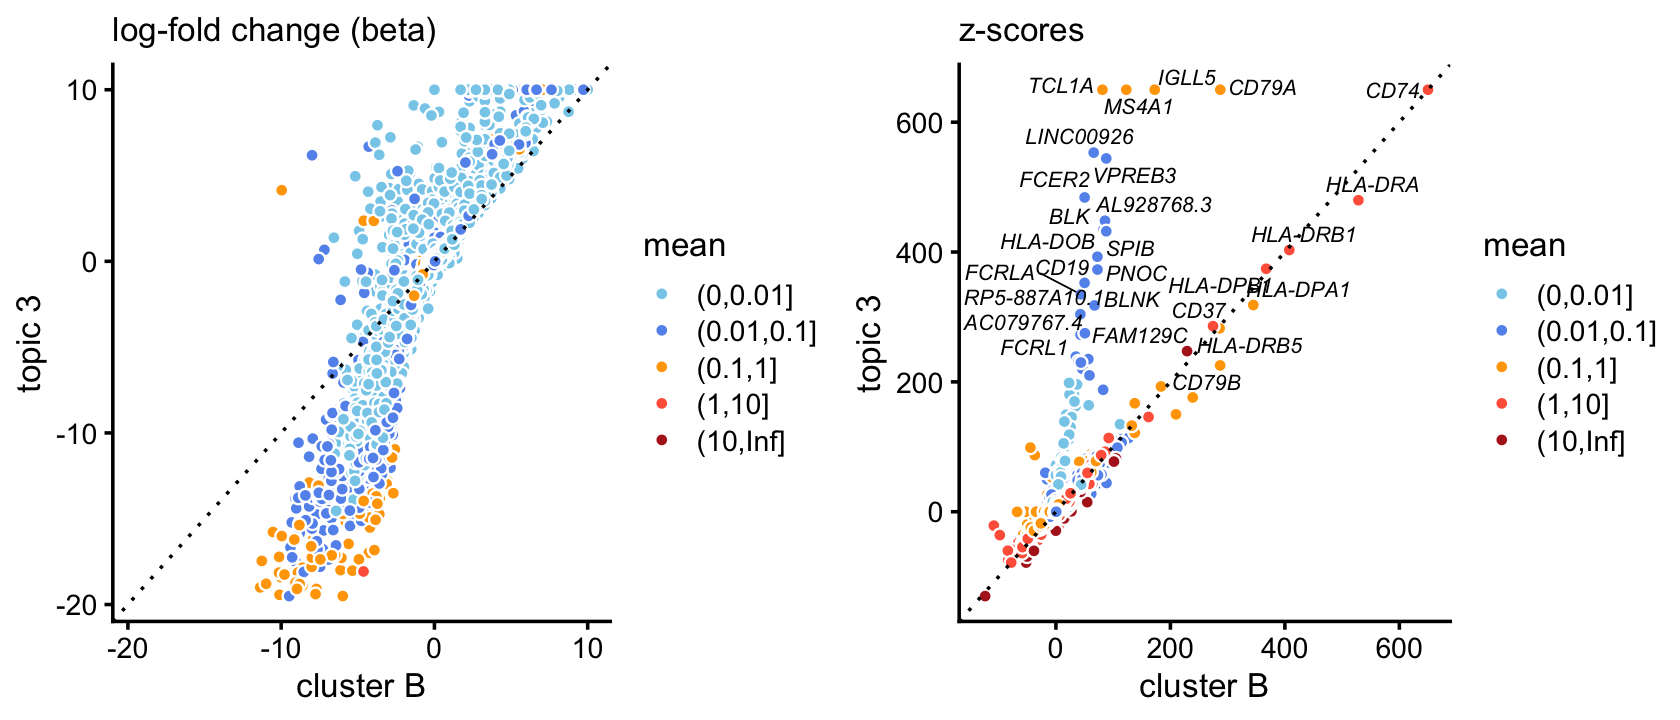 log-fold change (beta)
10
0
-10
-20
-20
-10
0
10
topic 3
cluster B
mean
(0,0.01]
(0.01,0.1]
(0.1,1]
(1,10]
(10,Inf]
z-scores
TCL1A
IGLL5
CD79A
CD74
MS4A1
LINC00926
VPREB3
FCER2
HLA-DRA
AL928768.3
BLK
HLA-DOB
SPIB
HLA-DRB1
FCRLA
CD19
PNOC
HLA-DPB1
HLA-DPA1
RP5-887A10.1
BLNK
CD37
AC079767.4
FAM129C
FCRL1
HLA-DRB5
CD79B
600
400
200
0
0
200
400
600
topic 3
cluster B
mean
(0,0.01]
(0.01,0.1]
(0.1,1]
(1,10]
(10,Inf]